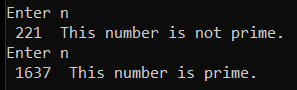 Enter n
221  This number is not prime.
Enter n
1637  This number is prime.